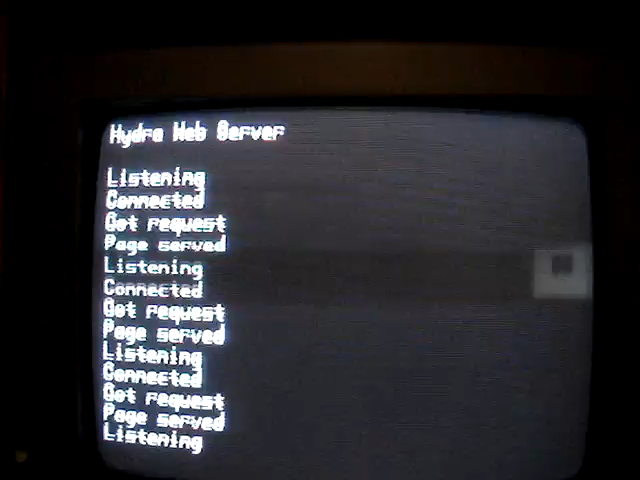 Hydra Web Server
Listening
Connected
Got request
Page served
Listening
Connected
Got request
Page served
Listening
Connected
Got request
Page served
Listening